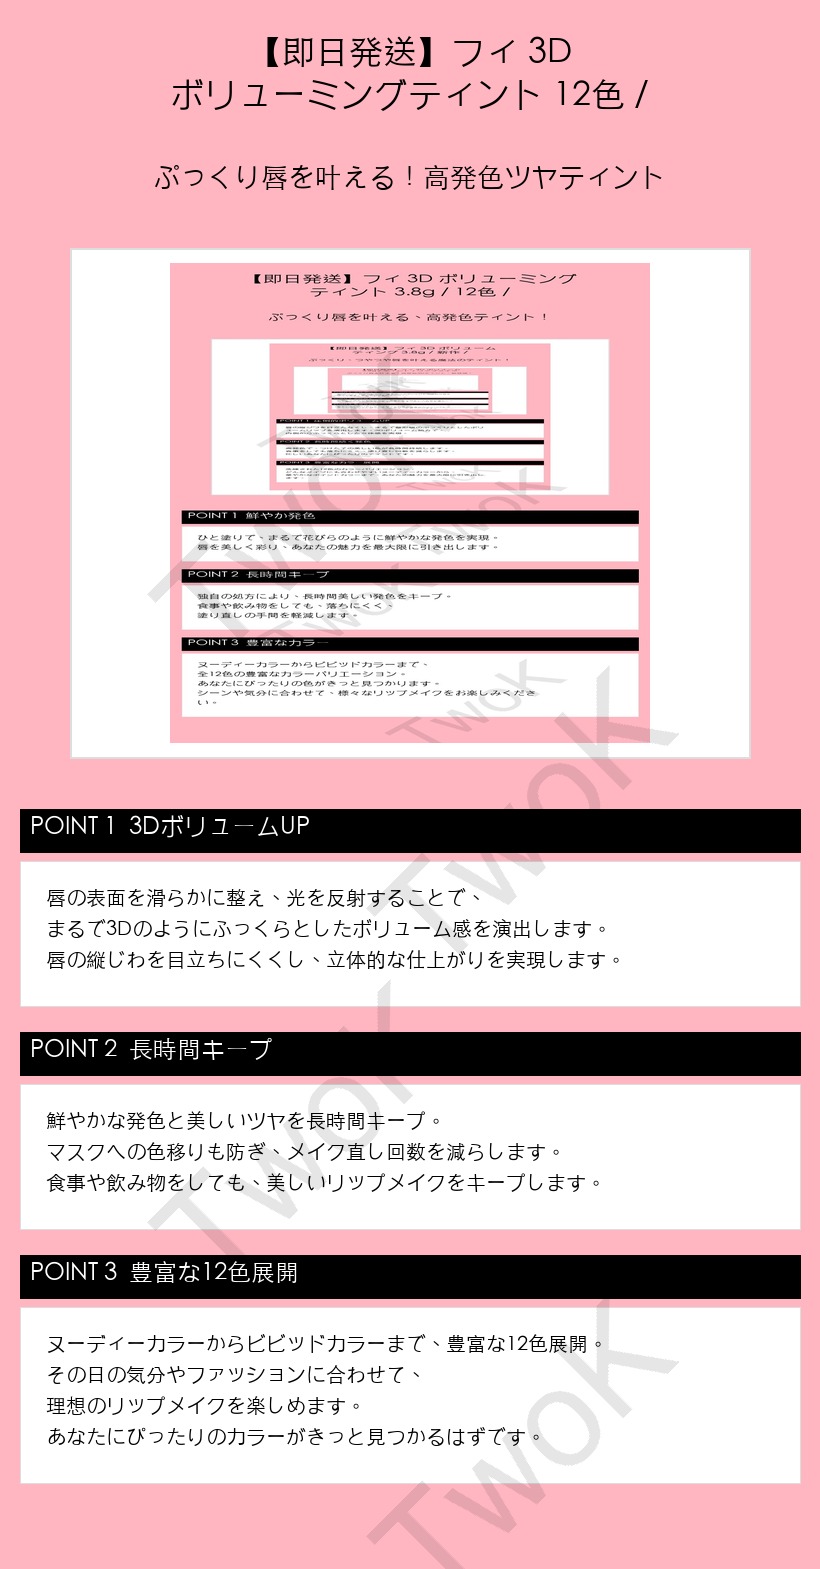 【即日発送】フィ 3D
ボリューミングティント 12色 /
ぷっくり唇を叶える！高発色ツヤティント
【即日発送】フィ 3D ボリューミング
ティント 3.8g / 12色 /
ぷっくり唇を叶える、高発色ティント！
【即日発送】フィ 3D ボリューム
ティング 3.8g / 新作 /
POINT 1 鮮やか発色
ひと塗りで、まるで花びらのように鮮やかな発色を実現。
唇を美しく彩り、あなたの魅力を最大限に引き出します。
POINT 2 長時間キープ
独自の処方により、長時間美しい発色をキープ。
食事や飲み物をしても、落ちにくく、
塗り直しの手間を軽減します。
POINT 3 豊富なカラー
ヌーディーカラーからビビッドカラーまで、
全12色の豊富なカラーバリエーション。
あなたにぴったりの色がきっと見つかります。
シーンや気分に合わせて、様々なリップメイクをお楽しみくださ
い。
POINT 1 3DボリュームUP
唇の表面を滑らかに整え、光を反射することで、
まるで3Dのようにふっくらとしたボリューム感を演出します。
唇の縦じわを目立ちにくくし、立体的な仕上がりを実現します。
POINT 2 長時間キープ
鮮やかな発色と美しいツヤを長時間キープ。
マスクへの色移りも防ぎ、メイク直し回数を減らします。
食事や飲み物をしても、美しいリップメイクをキープします。
POINT 3 豊富な12色展開
ヌーディーカラーからビビッドカラーまで、豊富な12色展開。
その日の気分やファッションに合わせて、
理想のリップメイクを楽しめます。
あなたにぴったりのカラーがきっと見つかるはずです。
TwoK
TwoK
TwoK
TwoK